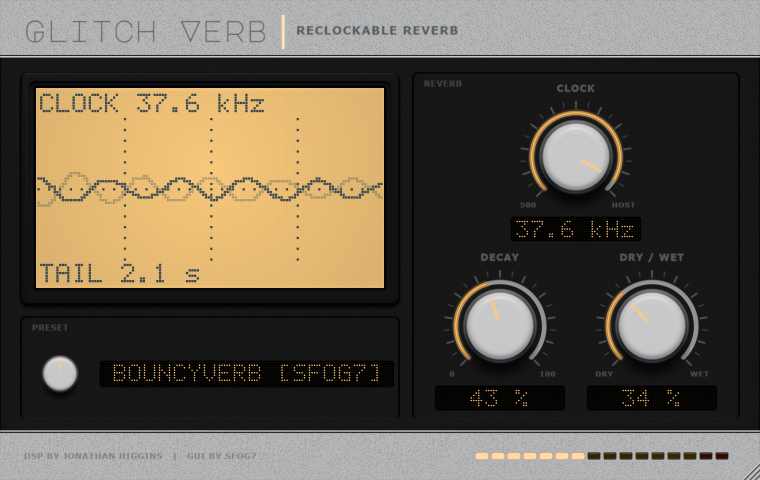 GLITCH VERB
RECLOCKABLE REVERB
CLOCK 37.6 kHz
TAIL 2.1 s
PRESET
BOUNCYVERB [SFOG7]
REVERB
CLOCK
500 HOST
37.6 kHz
DECAY
0 100
43 %
DRY / WET
DRY WET
34 %
DSP BY JONATHAN HIGGINS | GUI BY SFOG7